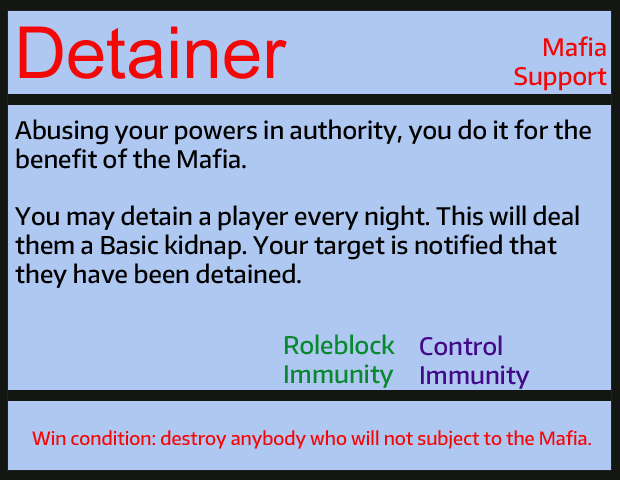 Detainer
Mafia
Support
Abusing your powers in authority, you do it for the
benefit of the Mafia.
You may detain a player every night. This will deal
them a Basic kidnap. Your target is notified that
they have been detained.
Roleblock
Immunity
Control
Immunity
Win condition: destroy anybody who will not subject to the Mafia.